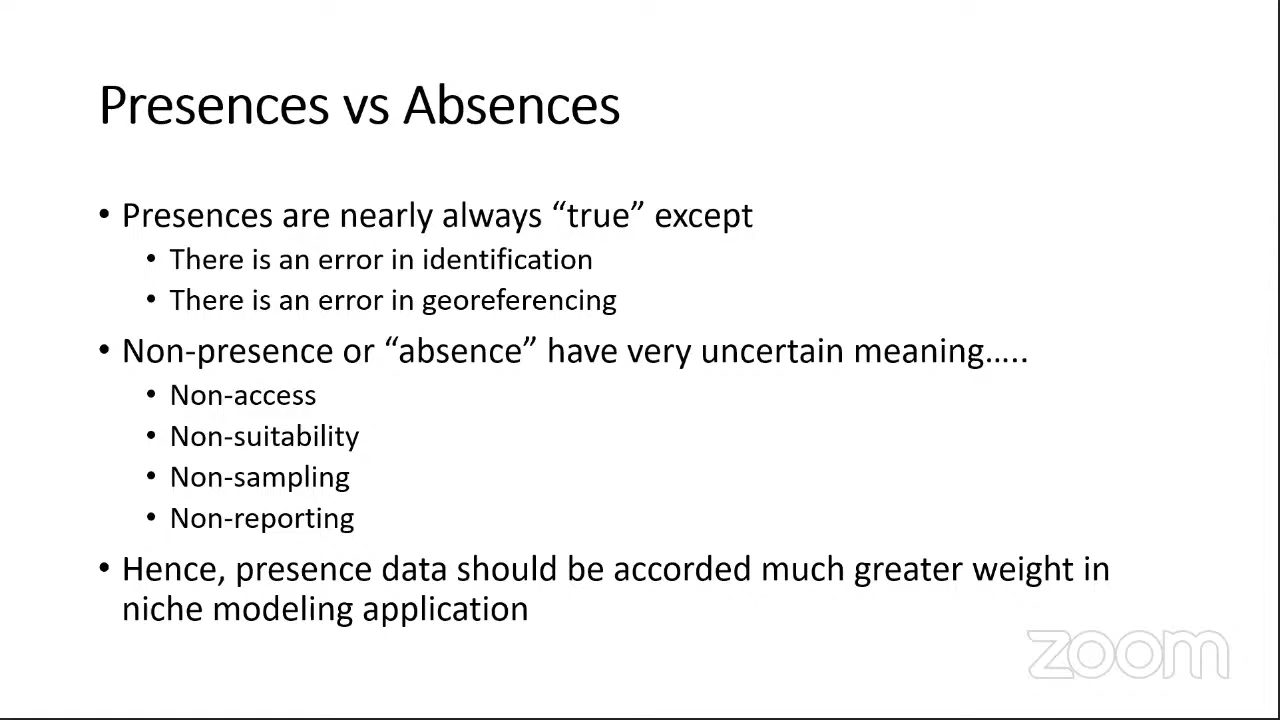 Presences vs Absences
• Presences are nearly always “true” except
• There is an error in identification
• There is an error in georeferencing
• Non-presence or “absence” have very uncertain meaning…..
• Non-access
• Non-suitability
• Non-sampling
• Non-reporting
• Hence, presence data should be accorded much greater weight in
niche modeling application
zoom